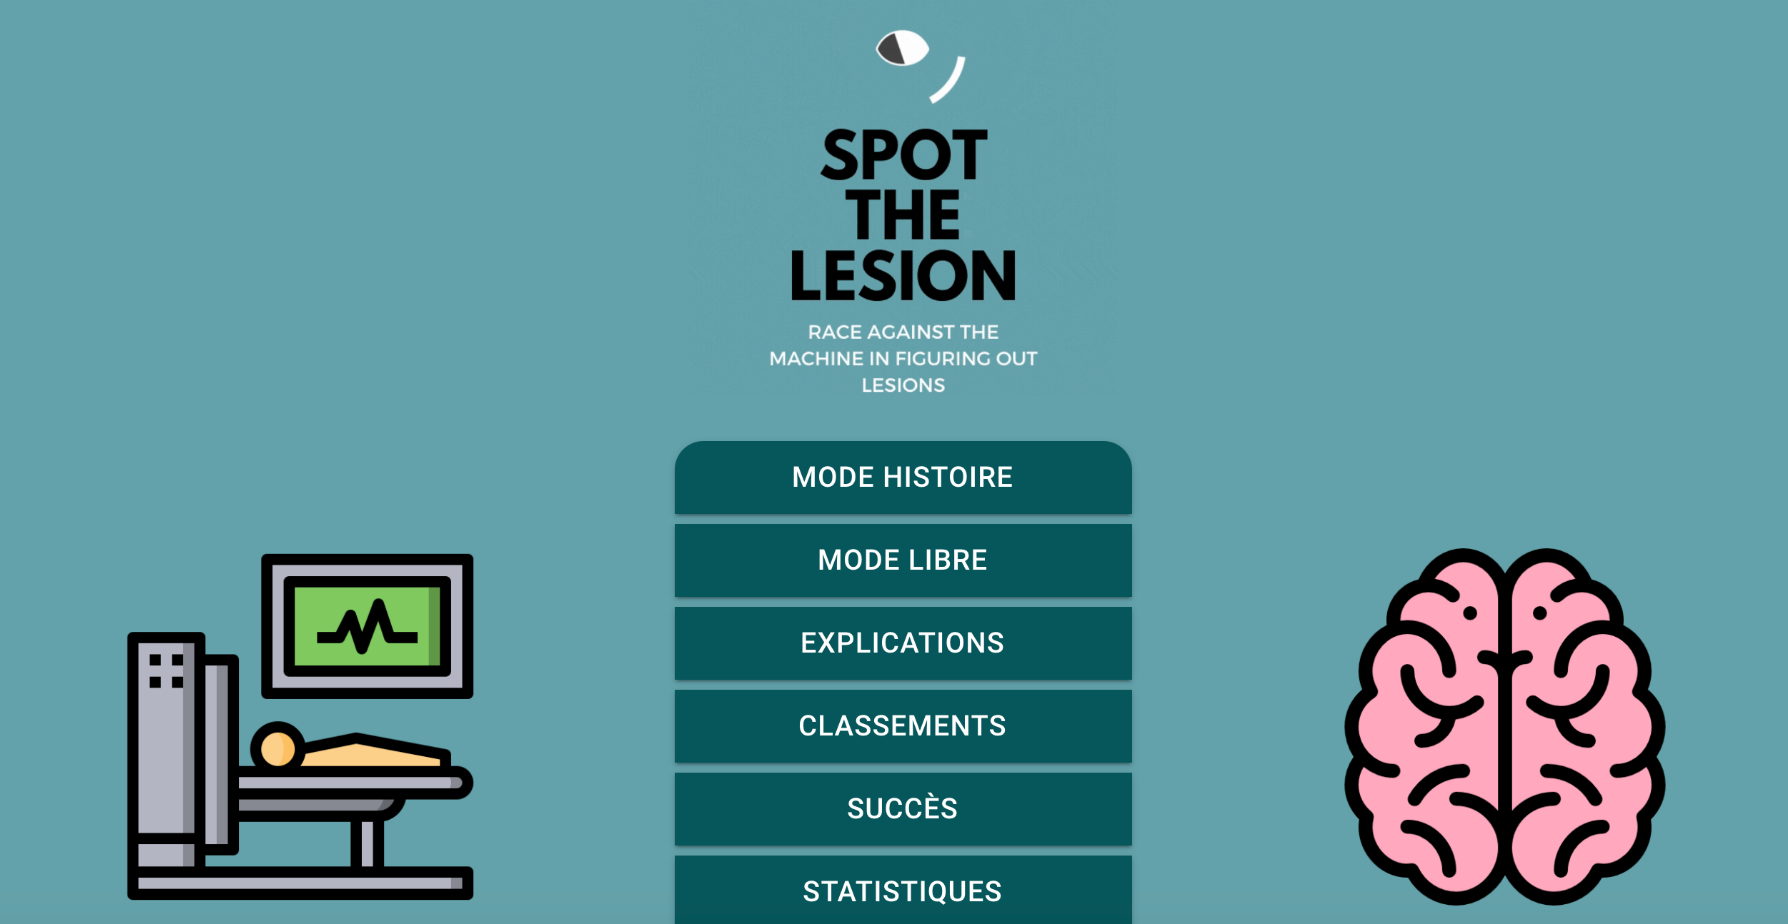 SPOT
THE
LESION
RACE AGAINST THE
MACHINE IN FIGURING OUT
LESIONS
MODE HISTOIRE
MODE LIBRE
EXPLICATIONS
CLASSEMENTS
SUCCÈS
STATISTIQUES